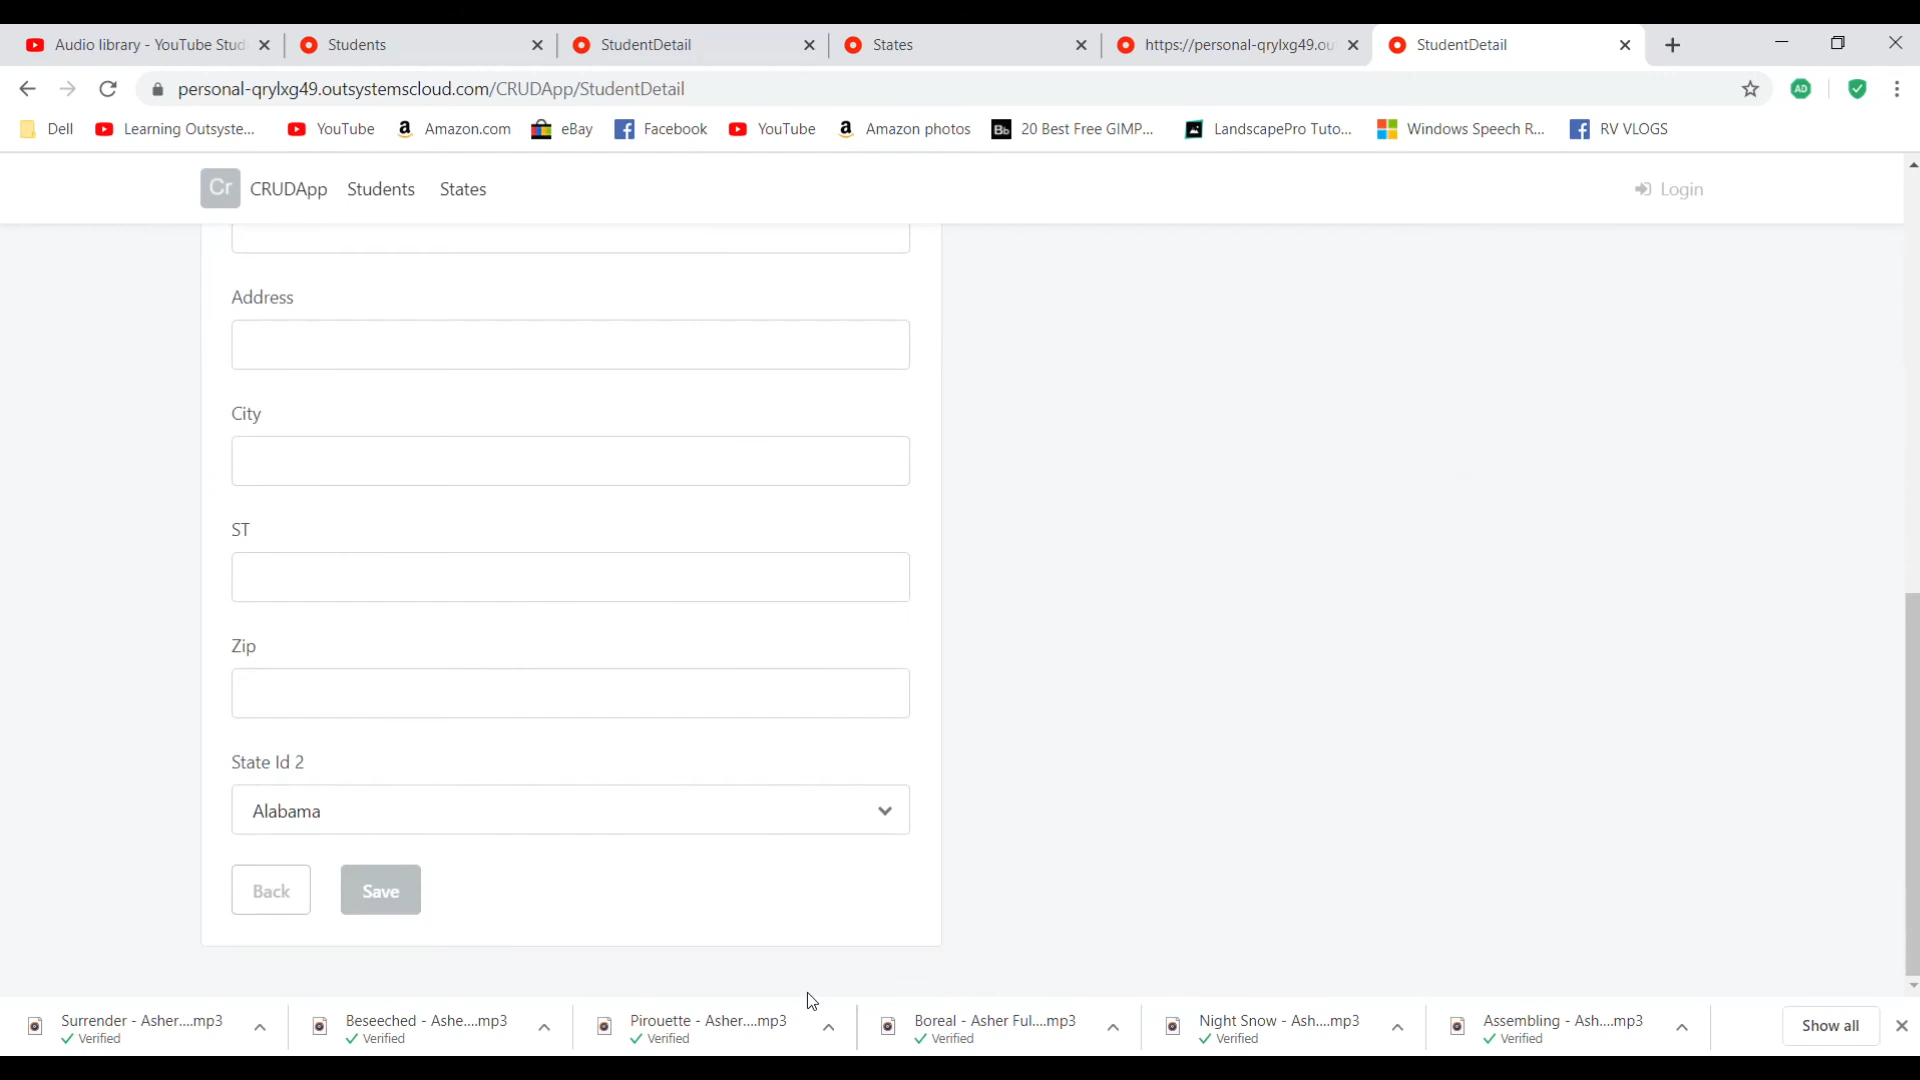 Audio library - YouTube Stud
Students
StudentDetail
States
https://personal-qrylxg49.ou
StudentDetail
personal-qrylxg49.outsystemscloud.com/CRUDApp/StudentDetail
AD
Dell
Learning Outsyste...
YouTube
a Amazon.com
eBay
Facebook
YouTube
a Amazon photos
Bb 20 Best Free GIMP...
LandscapePro Tuto...
Windows Speech R...
RV VLOGS
Cr CRUDApp Students States
Login
Address
City
ST
Zip
State Id 2
Alabama
Back Save
Surrender - Asher....mp3
Verified
Beseeched - Ashe....mp3
Verified
Pirouette - Asher....mp3
Verified
Boreal - Asher Ful....mp3
Verified
Night Snow - Ash....mp3
Verified
Assembling - Ash....mp3
Verified
Show all